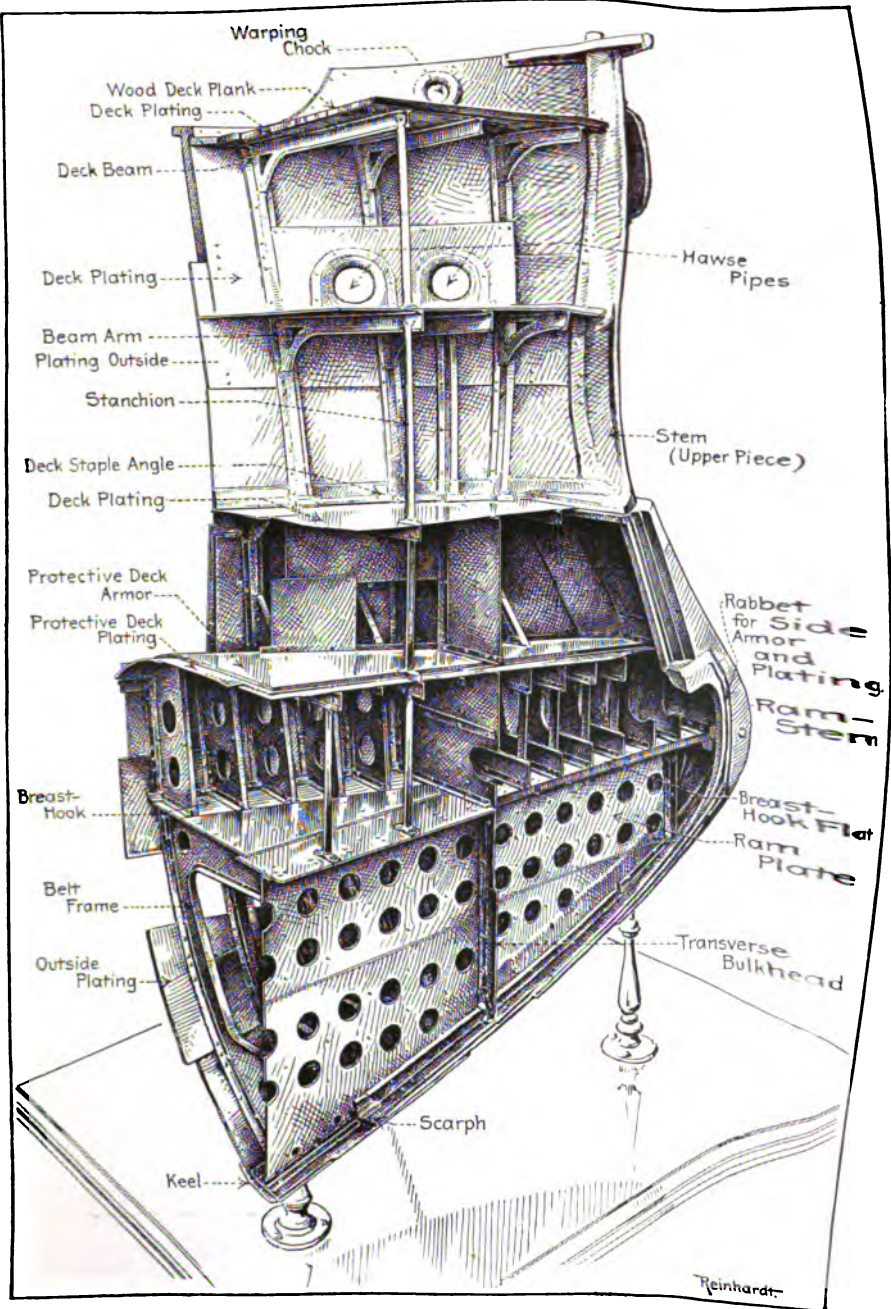 Warping
Chock
Wood Deck Plank
Deck Plating
Deck Beam
Hawse
Pipes
Deck Plating
Beam Arm
Plating Outside
Stanchion
Stem
(Upper Piece)
Deck Staple Angle
Deck Plating
Protective Deck
Armor
Protective Deck
Plating
Rabbet
for Side
Armor
and
Plating.
Ram-
Stem
Breast-
Hook
Breast-
Hook Flat
Ram
Plate
Belt
Frame
Transverse
Bulkhead
Outside
Plating
Scarph
Keel
Reinhardt.